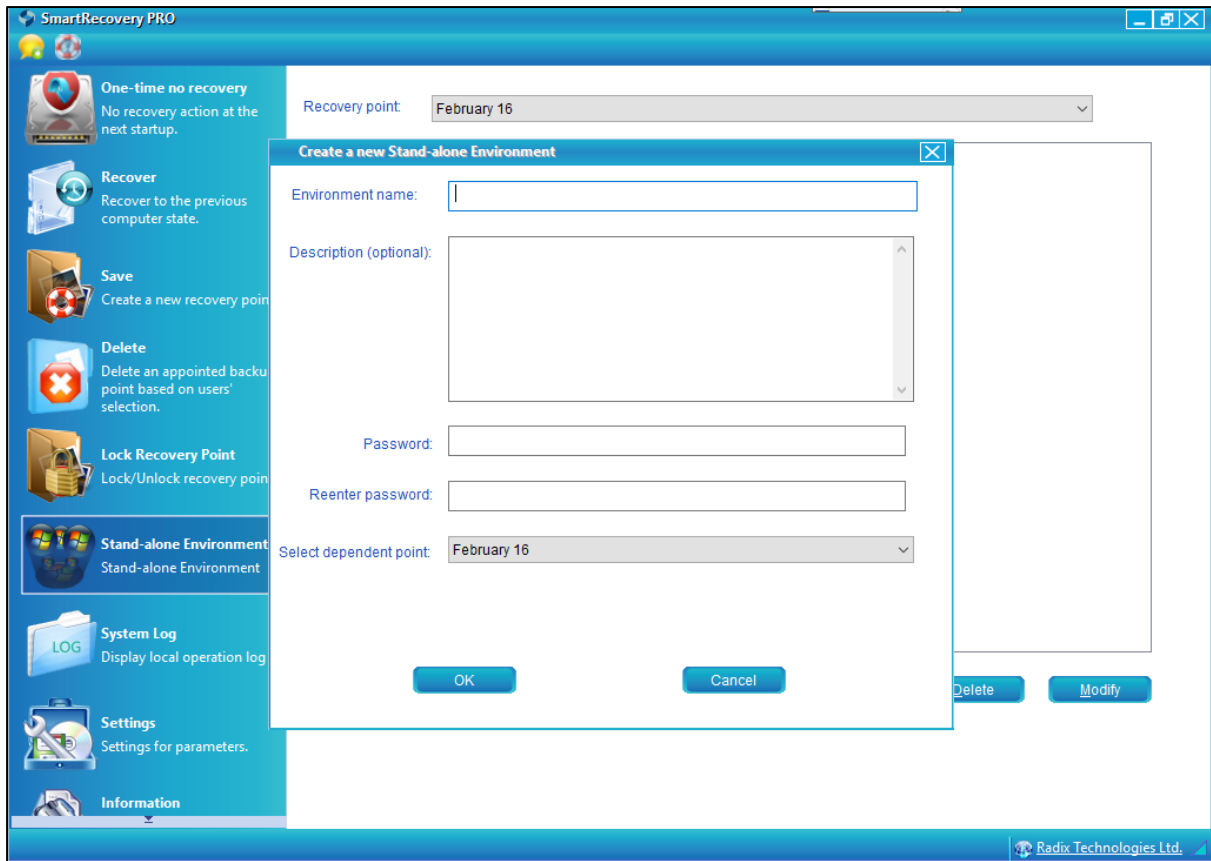 SmartRecovery PRO
One-time no recovery
No recovery action at the
next startup.
Recover
Recover to the previous
computer state.
Save
Create a new recovery poin
Delete
Delete an appointed backu
point based on users'
selection.
Lock Recovery Point
Lock/Unlock recovery poin
Stand-alone Environment
Stand-alone Environment
LOG
System Log
Display local operation log
Settings
Settings for parameters.
Information
Recovery point:
February 16
Create a new Stand-alone Environment
Environment name:
Description (optional):
Password:
Reenter password:
Select dependent point:
February 16
OK
Cancel
Delete
Modify
Radix Technologies Ltd.